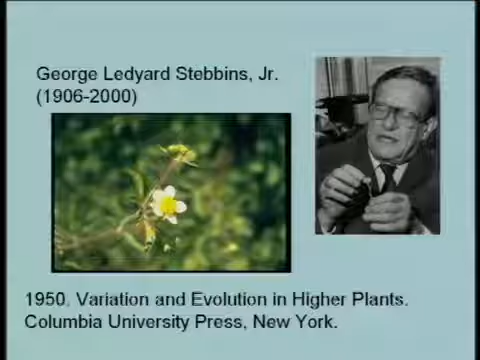 George Ledyard Stebbins, Jr.
(1906-2000)
1950. Variation and Evolution in Higher Plants.
Columbia University Press, New York.